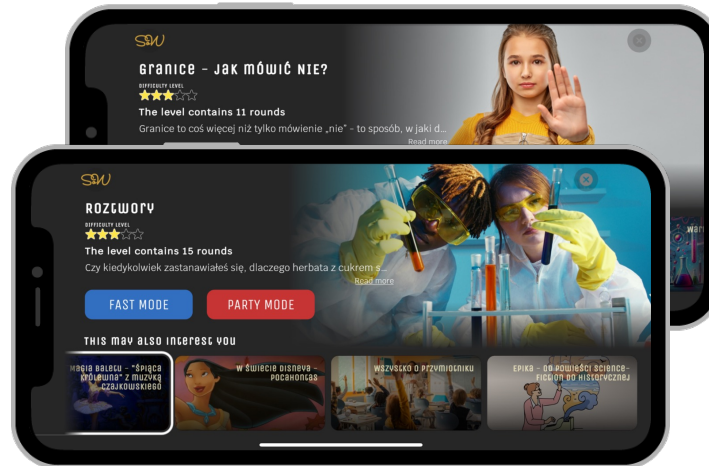 S&W
Granice – jak mówić NIE?
DIFFICULTY LEVEL
The level contains 11 rounds
Granice to coś więcej niż tylko mówienie „nie" - to sposób, w jaki d...
Read more
S&W
Roztwory
DIFFICULTY LEVEL
The level contains 15 rounds
Czy kiedykolwiek zastanawiałeś się, dlaczego herbata z cukrem s...
Read more
FAST MODE
PARTY MODE
This may also interest you
Magia baletu – "Śpiąca
królewna" z muzyką
Czajkowskiego
W świecie Disneya –
Pocahontas
Wszystko o przymiotniku
Epika – od powieści science-
fiction do historycznej